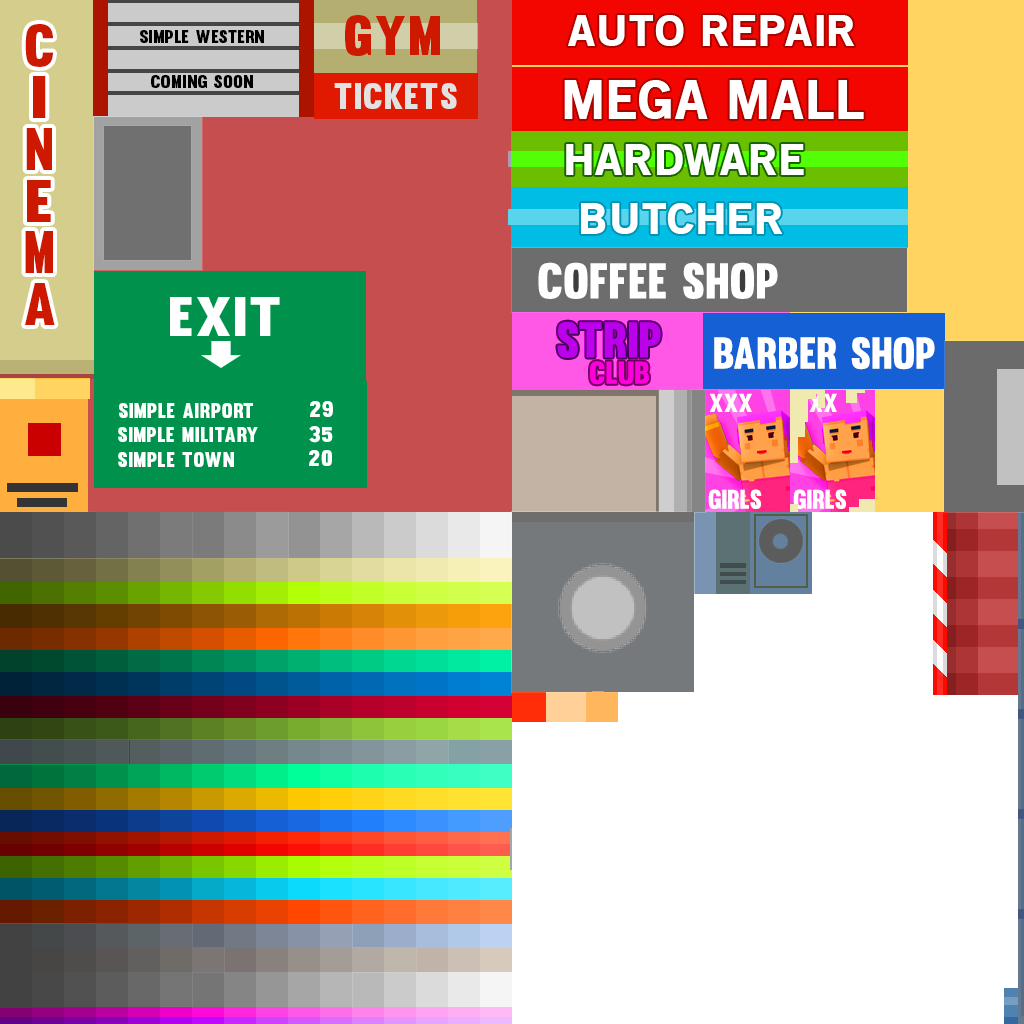 CINEMA
SIMPLE WESTERN
COMING SOON
GYM
TICKETS
EXIT
SIMPLE AIRPORT 29
SIMPLE MILITARY 35
SIMPLE TOWN 20
AUTO REPAIR
MEGA MALL
HARDWARE
BUTCHER
COFFEE SHOP
STRIP
CLUB
BARBER SHOP
XXX
GIRLS
XX
GIRLS